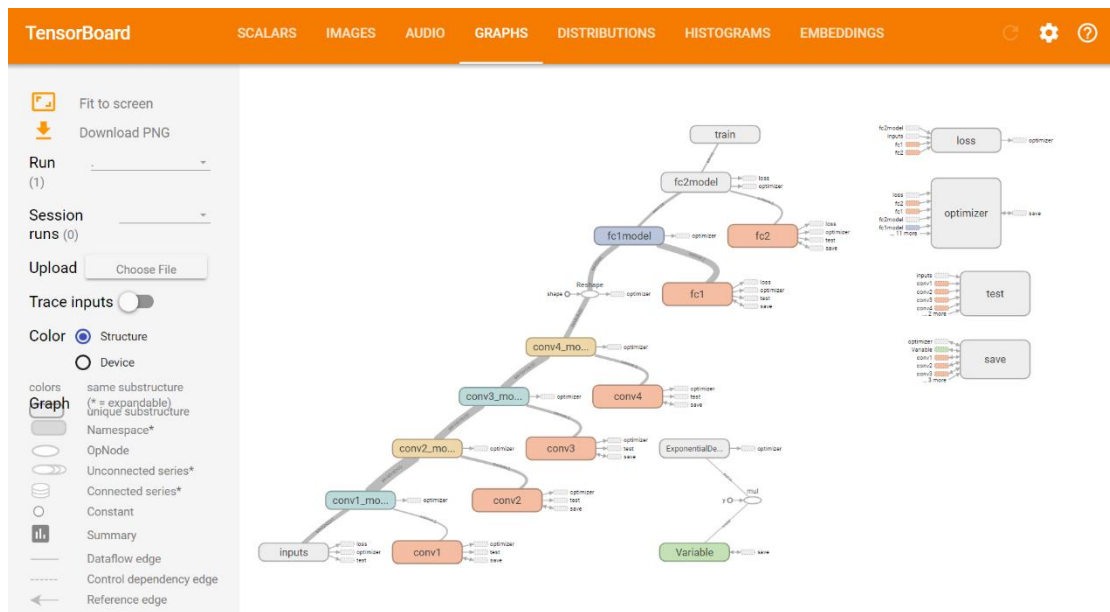 TensorBoard SCALARS IMAGES AUDIO GRAPHS DISTRIBUTIONS HISTOGRAMS EMBEDDINGS
Fit to screen
Download PNG
Run
(1)
Session
runs (0)
Upload Choose File
Trace inputs
Color Structure
Device
colors same substructure
Graph (* = expandable)
unique substructure
Namespace*
OpNode
Unconnected series*
Connected series*
Constant
Summary
Dataflow edge
Control dependency edge
Reference edge
train
fc2model
loss
optimizer
fc1model
optimizer
fc2
loss
optimizer
test
save
Reshape
shape
optimizer
fc1
loss
optimizer
test
save
conv4_mo...
optimizer
conv3_mo...
optimizer
conv4
optimizer
test
save
conv2_mo...
optimizer
conv3
optimizer
test
save
conv1_mo...
optimizer
conv2
optimizer
test
save
inputs
loss
optimizer
test
conv1
optimizer
test
save
ExponentialDe...
optimizer
mul
y
Variable
save
fc2model
inputs
fc1
fc2
loss
optimizer
loss
fc2
fc1
fc2model
fc1model
... 11 more
optimizer
save
inputs
conv1
conv2
conv3
conv4
... 2 more
test
optimizer
Variable
conv1
conv2
conv3
... 3 more
save